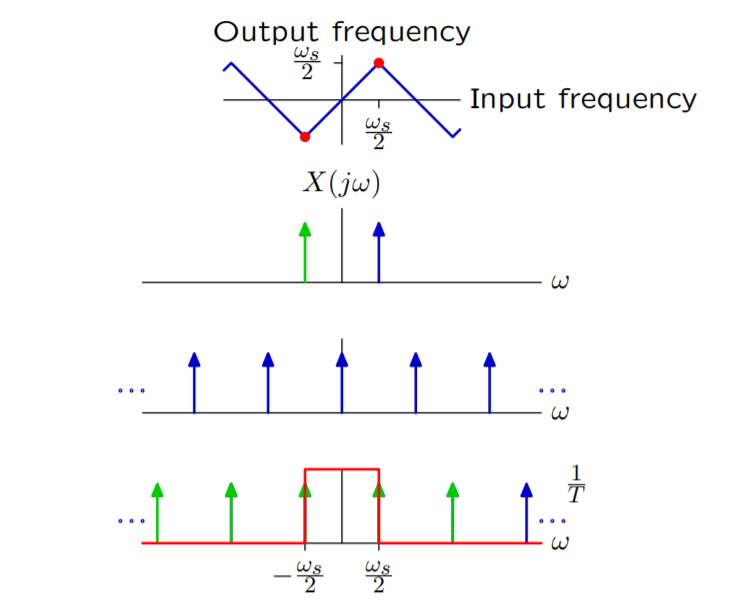 Output frequency
ωs/2
Input frequency
ωs/2
X(jω)
ω
... ...
ω
1/T
... ...
ω
−ωs/2 ωs/2